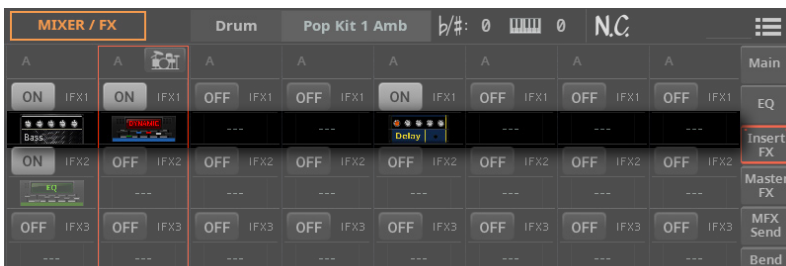 MIXER / FX Drum Pop Kit 1 Amb ♭/#: 0 0 N.C.
A A A A A A A Main
ON IFX1 ON IFX1 OFF IFX1 OFF IFX1 ON IFX1 OFF IFX1 OFF IFX1 OFF IFX1 EQ
Bass DYNAMIC --- --- Delay --- --- --- Insert FX
ON IFX2 OFF IFX2 OFF IFX2 OFF IFX2 OFF IFX2 OFF IFX2 OFF IFX2 OFF IFX2
EQ --- --- --- --- --- --- --- Master FX
OFF IFX3 OFF IFX3 OFF IFX3 OFF IFX3 OFF IFX3 OFF IFX3 OFF IFX3 OFF IFX3 MFX Send
--- --- --- --- --- --- --- --- Bend